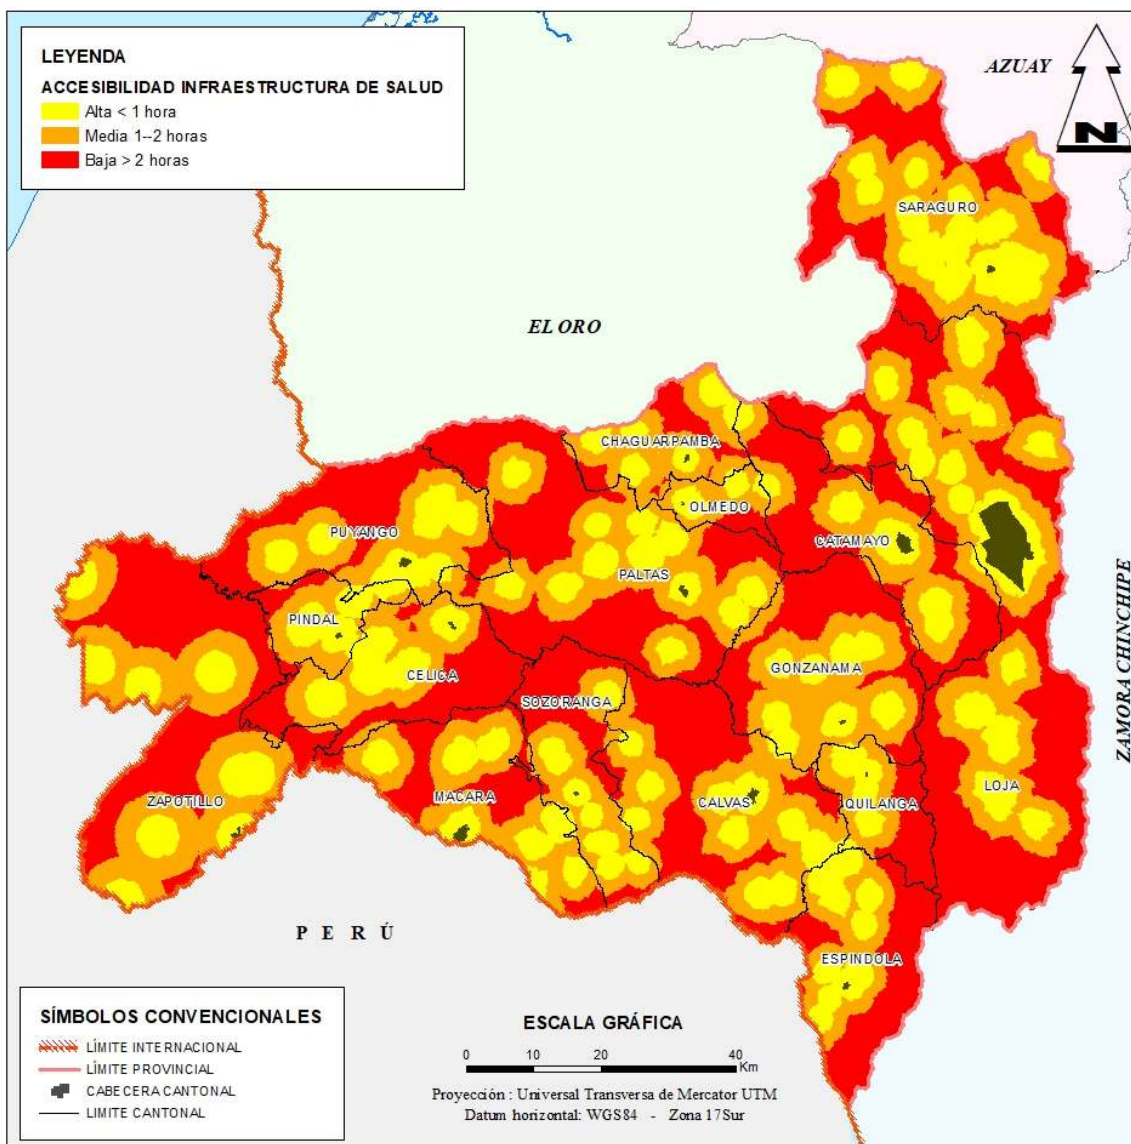 LEYENDA
ACCESIBILIDAD INFRAESTRUCTURA DE SALUD
Alta < 1 hora
Media 1--2 horas
Baja > 2 horas
AZUAY
N
SARAGURO
EL ORO
CHAGUARPAMBA
OLMEDO
PUYANGO
CATAMAYO
PALTAS
PINDAL
CELICA
GONZANAMA
SOZORANGA
ZAMORA CHINCHIPE
ZAPOTILLO
MACARA
CALVAS
QUILANGA
LOJA
PERÚ
ESPINDOLA
SÍMBOLOS CONVENCIONALES
LÍMITE INTERNACIONAL
LÍMITE PROVINCIAL
CABECERA CANTONAL
LIMITE CANTONAL
ESCALA GRÁFICA
0 10 20 40
Km
Proyección : Universal Transversa de Mercator UTM
Datum horizontal: WGS84 - Zona 17Sur